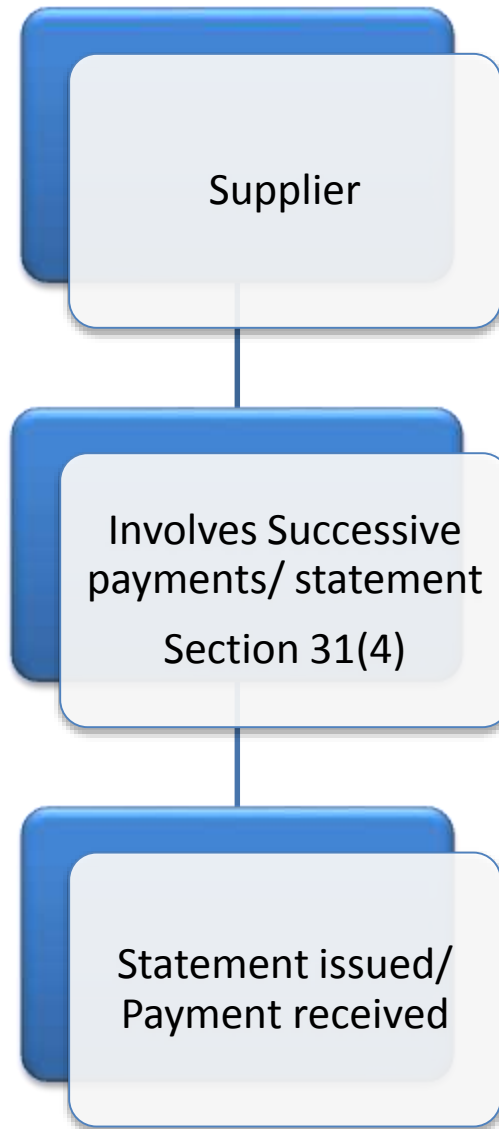 Supplier
Involves Successive
payments/ statement
Section 31(4)
Statement issued/
Payment received